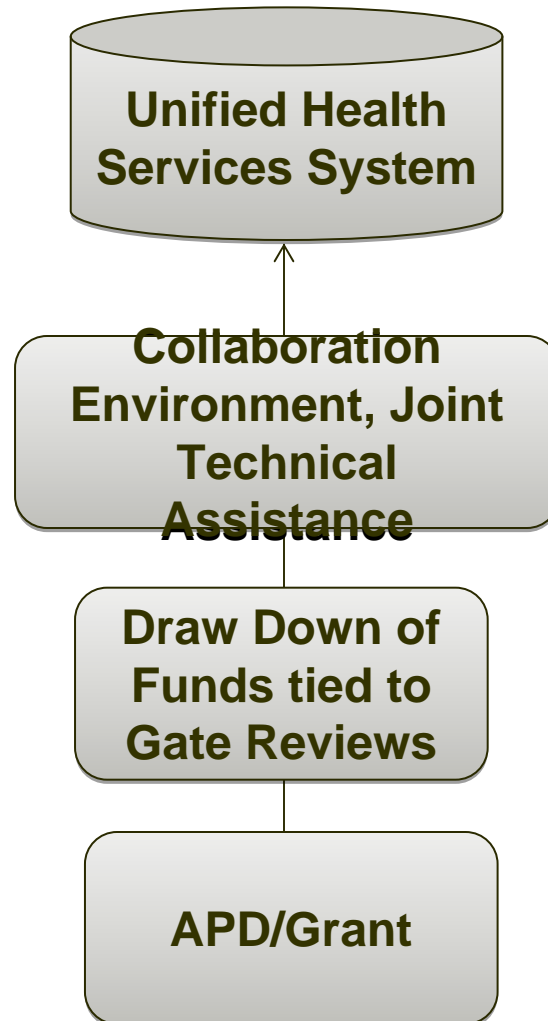 Unified Health
Services System
Collaboration
Environment, Joint
Technical
Assistance
Draw Down of
Funds tied to
Gate Reviews
APD/Grant